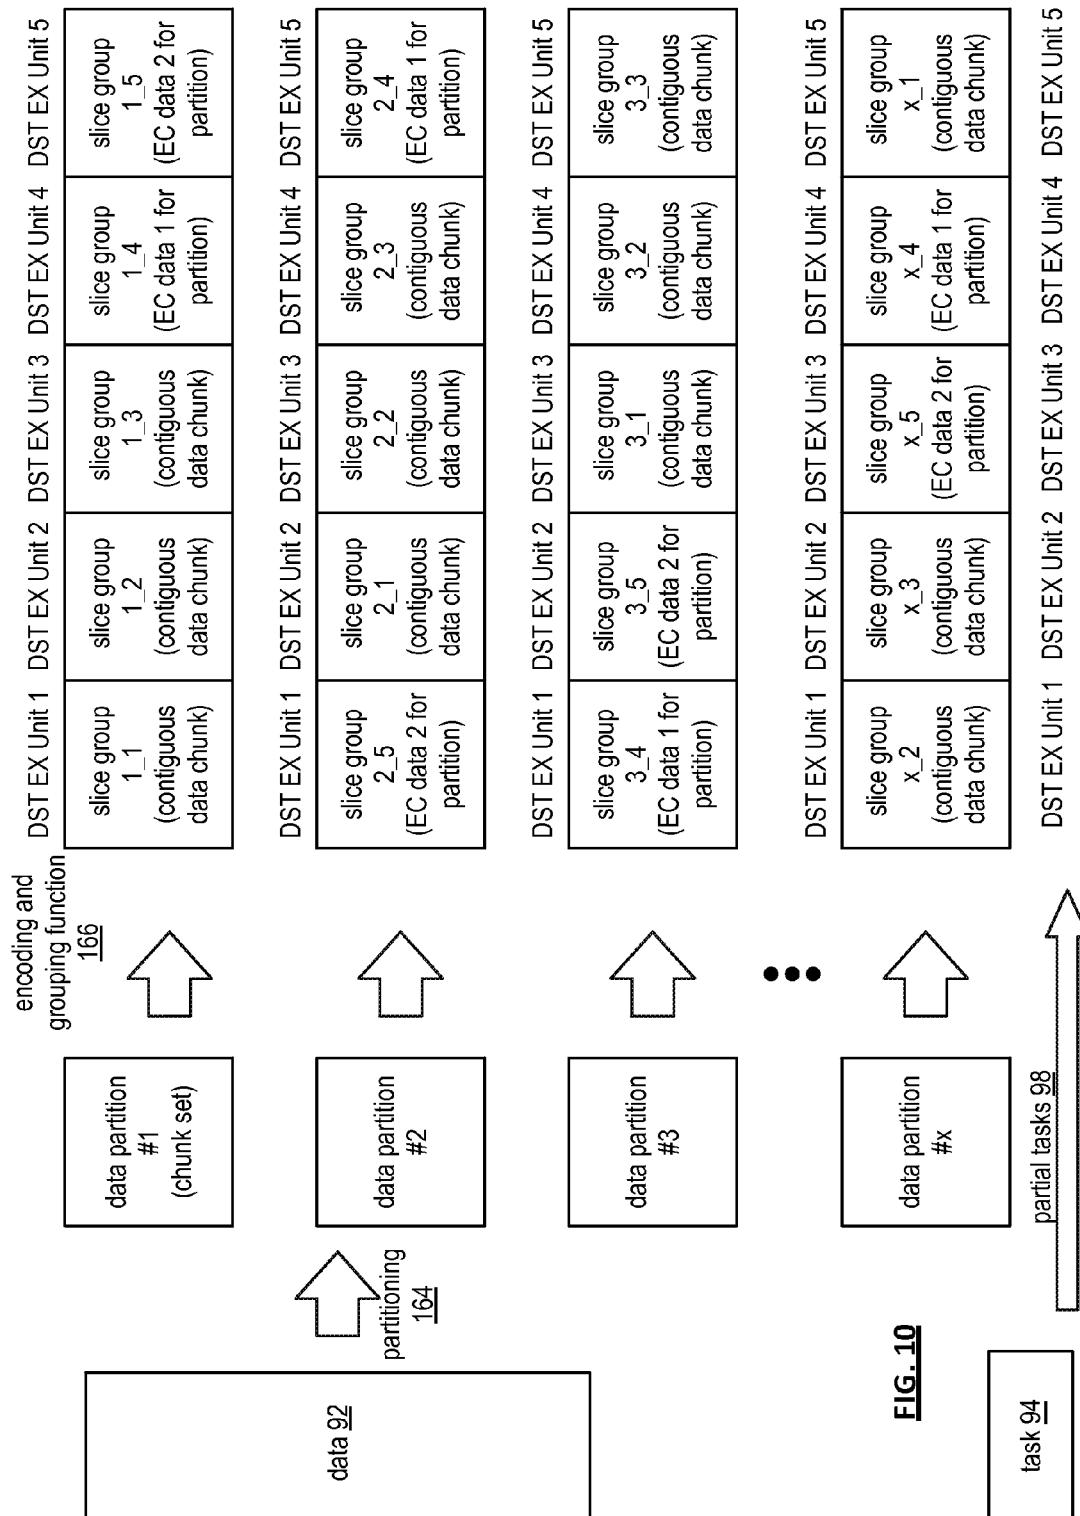 data 92
partitioning
164
data partition
#1
(chunk set)
data partition
#2
data partition
#3
data partition
#x
encoding and
grouping function
166
DST EX Unit 1
DST EX Unit 2
DST EX Unit 3
DST EX Unit 4
DST EX Unit 5
slice group
1_1
(contiguous
data chunk)
slice group
1_2
(contiguous
data chunk)
slice group
1_3
(contiguous
data chunk)
slice group
1_4
(EC data 1 for
partition)
slice group
1_5
(EC data 2 for
partition)
DST EX Unit 1
DST EX Unit 2
DST EX Unit 3
DST EX Unit 4
DST EX Unit 5
slice group
2_5
(EC data 2 for
partition)
slice group
2_1
(contiguous
data chunk)
slice group
2_2
(contiguous
data chunk)
slice group
2_3
(contiguous
data chunk)
slice group
2_4
(EC data 1 for
partition)
DST EX Unit 1
DST EX Unit 2
DST EX Unit 3
DST EX Unit 4
DST EX Unit 5
slice group
3_4
(EC data 1 for
partition)
slice group
3_5
(EC data 2 for
partition)
slice group
3_1
(contiguous
data chunk)
slice group
3_2
(contiguous
data chunk)
slice group
3_3
(contiguous
data chunk)
DST EX Unit 1
DST EX Unit 2
DST EX Unit 3
DST EX Unit 4
DST EX Unit 5
slice group
x_2
(contiguous
data chunk)
slice group
x_3
(contiguous
data chunk)
slice group
x_5
(EC data 2 for
partition)
slice group
x_4
(EC data 1 for
partition)
slice group
x_1
(contiguous
data chunk)
FIG. 10
task 94
partial tasks 98
DST EX Unit 1
DST EX Unit 2
DST EX Unit 3
DST EX Unit 4
DST EX Unit 5